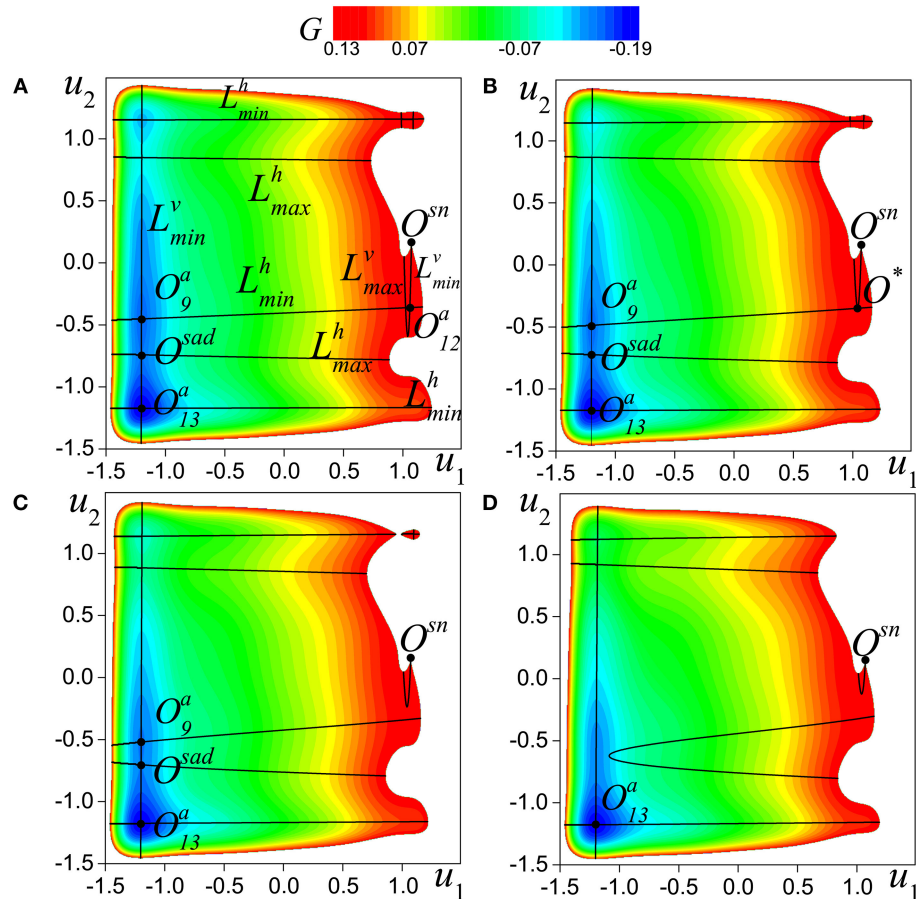 G
0.13 0.07 -0.07 -0.19
A
u2
1.0
0.5
0.0
-0.5
-1.0
-1.5
-1.5 -1.0 -0.5 0.0 0.5 1.0
u1
L^h_min
L^h_max
L^v_min
O^sn
L^v_max
L^v_min
L^h_min
O^a_9
O^a_12
O^sad
L^h_max
L^h_min
O^a_13
B
u2
1.0
0.5
0.0
-0.5
-1.0
-1.5
-1.5 -1.0 -0.5 0.0 0.5 1.0
u1
O^sn
O^a_9
O*
O^sad
O^a_13
C
u2
1.0
0.5
0.0
-0.5
-1.0
-1.5
-1.5 -1.0 -0.5 0.0 0.5 1.0
u1
O^sn
O^a_9
O^sad
O^a_13
D
u2
1.0
0.5
0.0
-0.5
-1.0
-1.5
-1.5 -1.0 -0.5 0.0 0.5 1.0
u1
O^sn
O^a_13